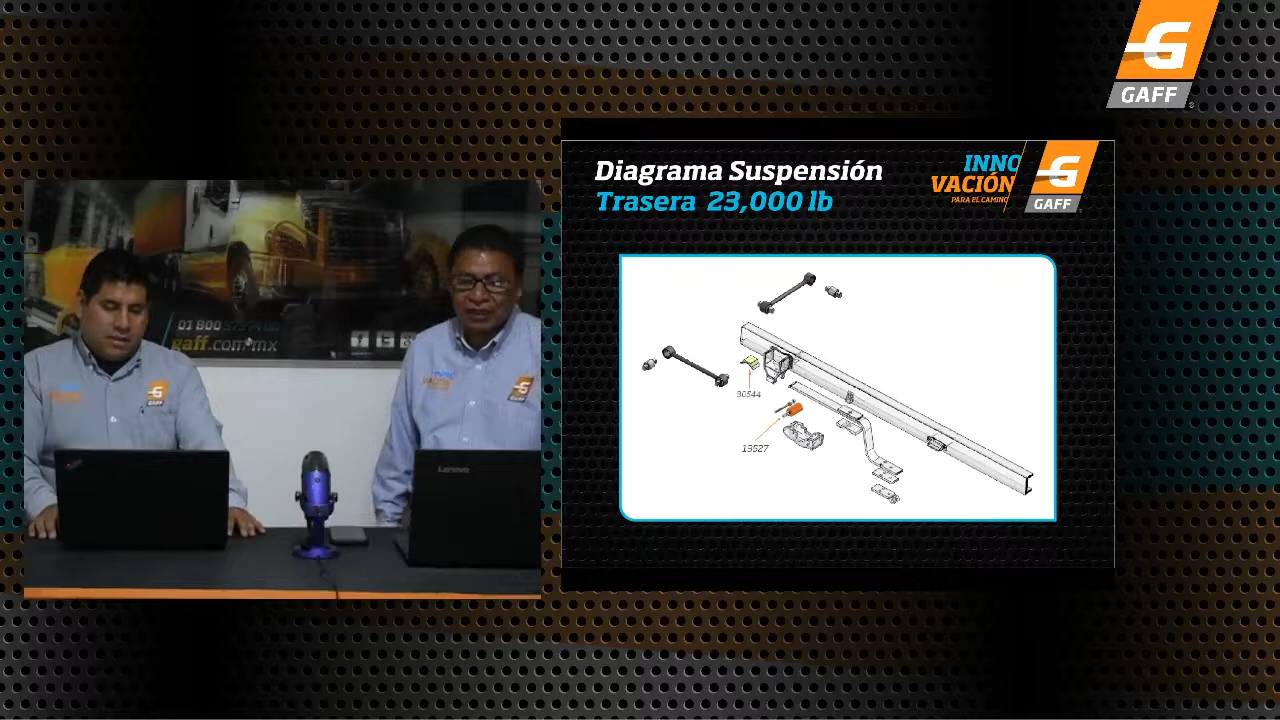 GAFF
Diagrama Suspensión
Trasera 23,000 lb
INNO
VACIÓN
PARA EL CAMINO
GAFF
90544
13527
01 800
gaff.com.mx
Lenovo